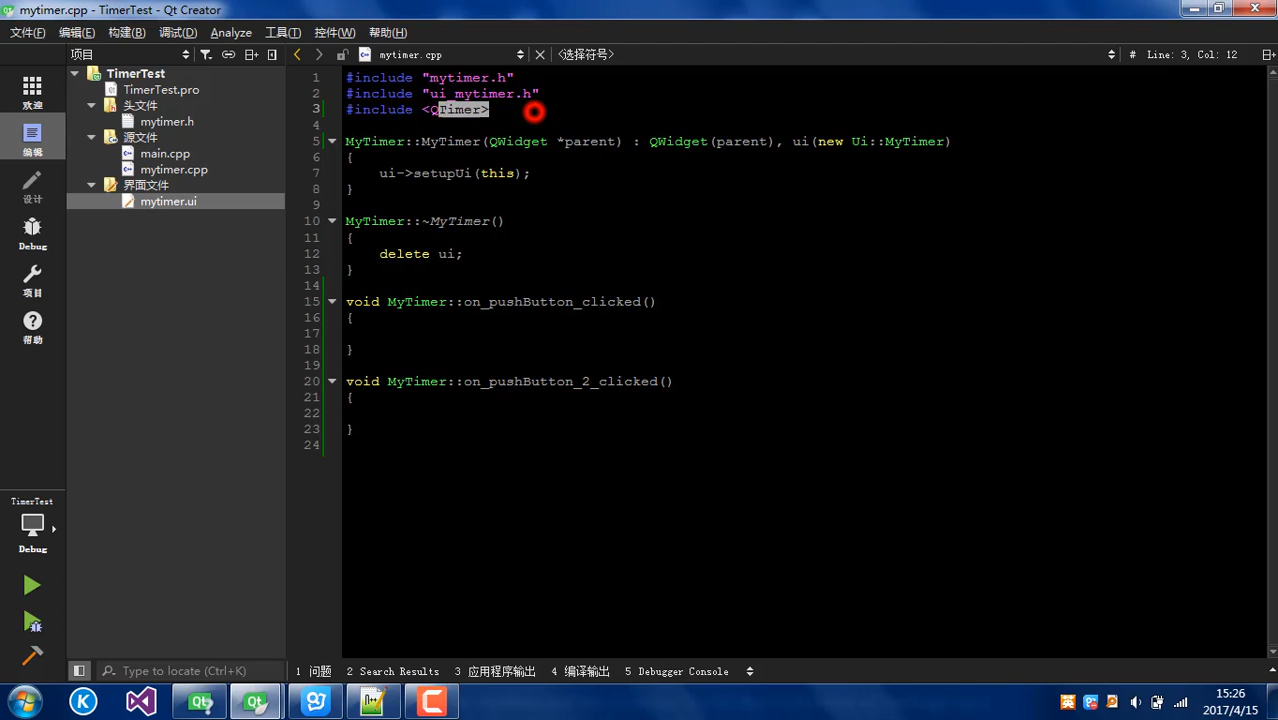 mytimer.cpp - TimerTest - Qt Creator
文件(F) 编辑(E) 构建(B) 调试(D) Analyze 工具(T) 控件(W) 帮助(H)
项目
mytimer.cpp
<选择符号>
# Line: 3, Col: 12
欢迎
编辑
设计
Debug
项目
帮助
TimerTest
Debug
TimerTest
TimerTest.pro
头文件
mytimer.h
源文件
main.cpp
mytimer.cpp
界面文件
mytimer.ui
1 #include "mytimer.h"
2 #include "ui_mytimer.h"
3 #include <QTimer>
4
5 MyTimer::MyTimer(QWidget *parent) : QWidget(parent), ui(new Ui::MyTimer)
6 {
7 ui->setupUi(this);
8 }
9
10 MyTimer::~MyTimer()
11 {
12 delete ui;
13 }
14
15 void MyTimer::on_pushButton_clicked()
16 {
17
18 }
19
20 void MyTimer::on_pushButton_2_clicked()
21 {
22
23 }
24
Type to locate (Ctrl+K)
1 问题 2 Search Results 3 应用程序输出 4 编译输出 5 Debugger Console
15:26
2017/4/15